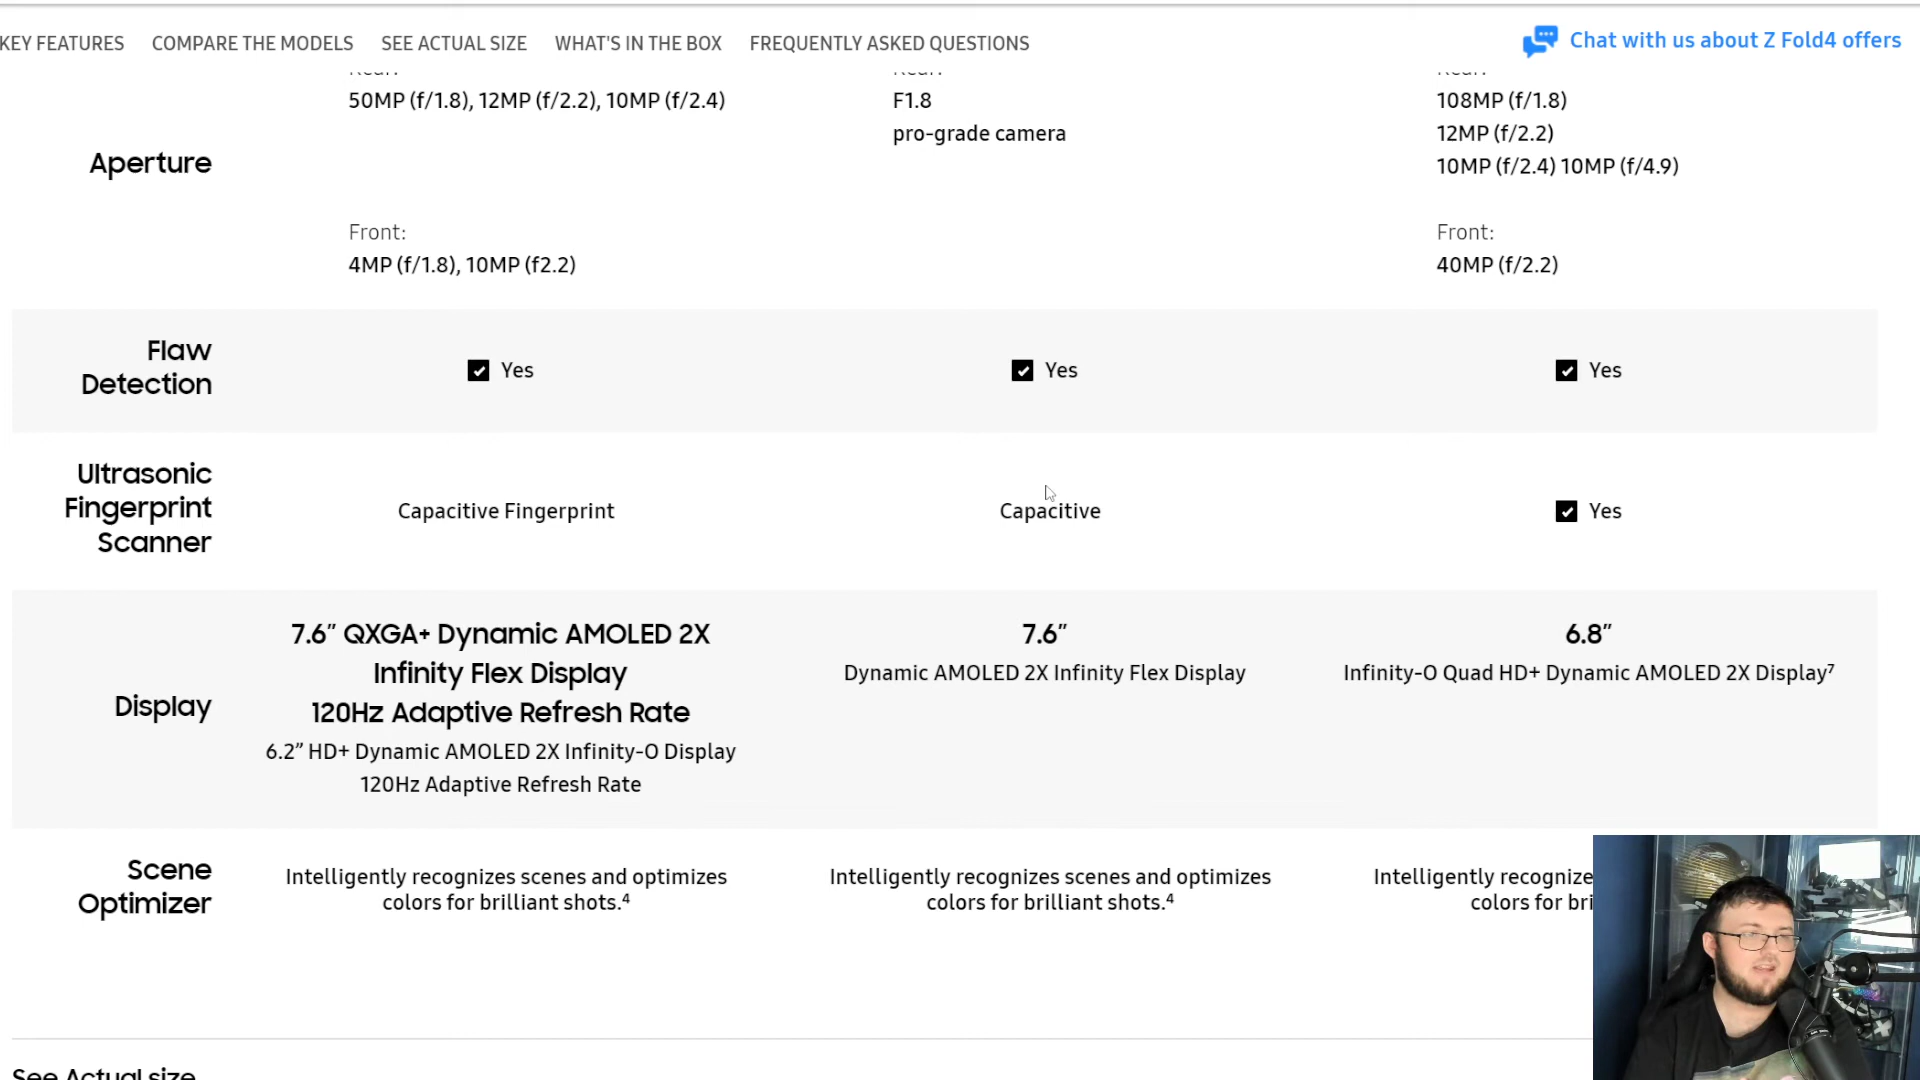 KEY FEATURES COMPARE THE MODELS SEE ACTUAL SIZE WHAT'S IN THE BOX FREQUENTLY ASKED QUESTIONS Chat with us about Z Fold4 offers
Rear: Rear: Rear:
50MP (f/1.8), 12MP (f/2.2), 10MP (f/2.4) F1.8 108MP (f/1.8)
pro-grade camera 12MP (f/2.2)
Aperture 10MP (f/2.4) 10MP (f/4.9)
Front: Front:
4MP (f/1.8), 10MP (f2.2) 40MP (f/2.2)
Flaw
Detection
Yes Yes Yes
Ultrasonic
Fingerprint
Scanner
Capacitive Fingerprint Capacitive Yes
Display
7.6″ QXGA+ Dynamic AMOLED 2X
Infinity Flex Display
120Hz Adaptive Refresh Rate
6.2” HD+ Dynamic AMOLED 2X Infinity-O Display
120Hz Adaptive Refresh Rate
7.6″
Dynamic AMOLED 2X Infinity Flex Display
6.8″
Infinity-O Quad HD+ Dynamic AMOLED 2X Display⁷
Scene
Optimizer
Intelligently recognizes scenes and optimizes
colors for brilliant shots.⁴
Intelligently recognizes scenes and optimizes
colors for brilliant shots.⁴
Intelligently recognize
colors for bri
See Actual size